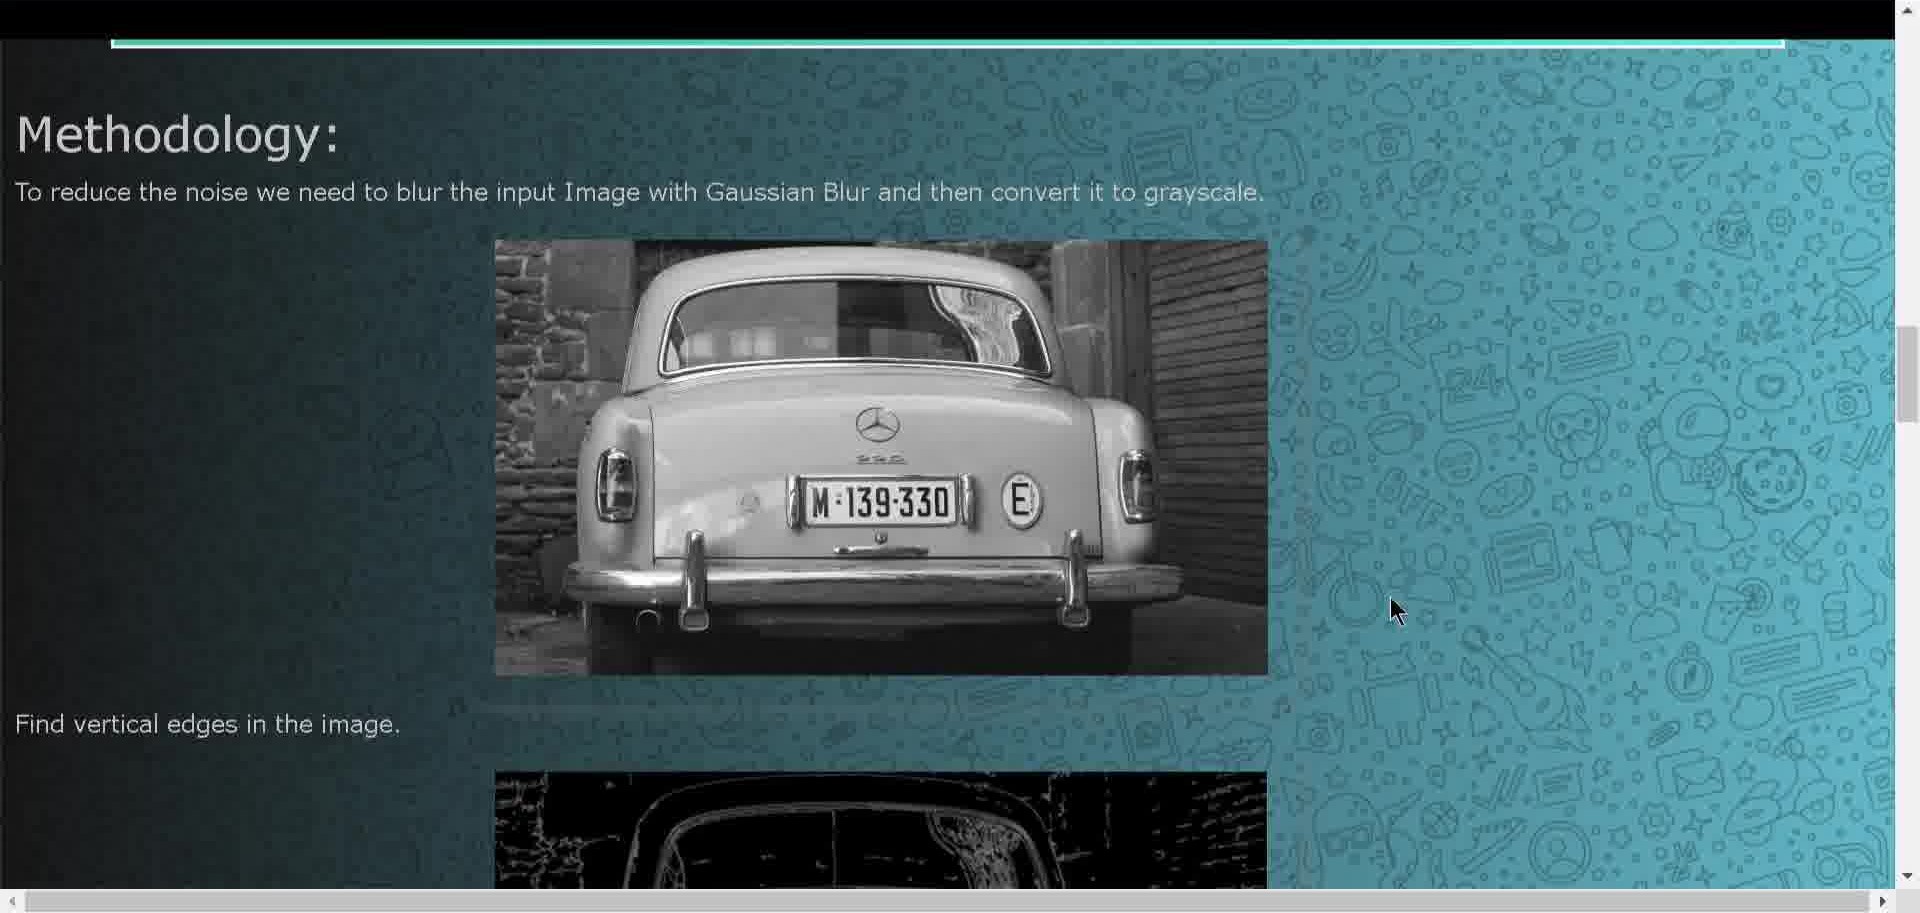 Methodology:
To reduce the noise we need to blur the input Image with Gaussian Blur and then convert it to grayscale.
M·139·330
E
Find vertical edges in the image.
24